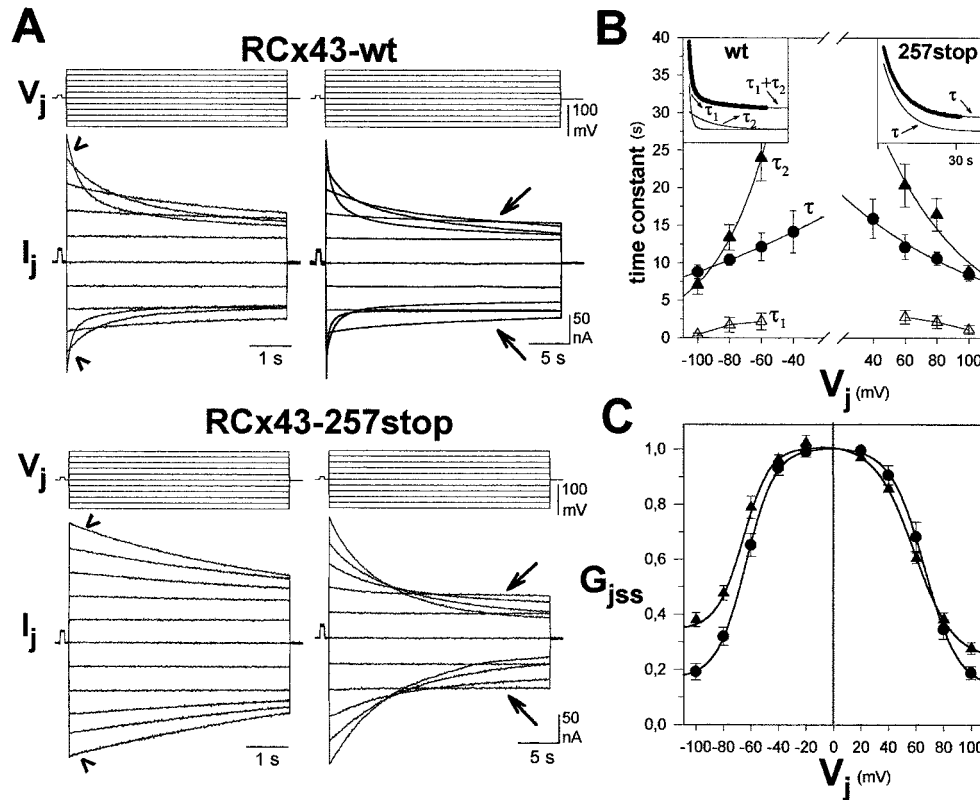 A
RCx43-wt
Vj
100
mV
Ij
50
nA
1 s
5 s
RCx43-257stop
Vj
100
mV
Ij
50
nA
1 s
5 s
B
wt
257stop
τ1+τ2
τ1
τ2
τ
τ
30 s
time constant (s)
40
35
30
25
20
15
10
5
0
τ2
τ
τ1
-100 -80 -60 -40 40 60 80 100
Vj (mV)
C
Gjss
1,0
0,8
0,6
0,4
0,2
0,0
-100 -80 -60 -40 -20 0 20 40 60 80 100
Vj (mV)